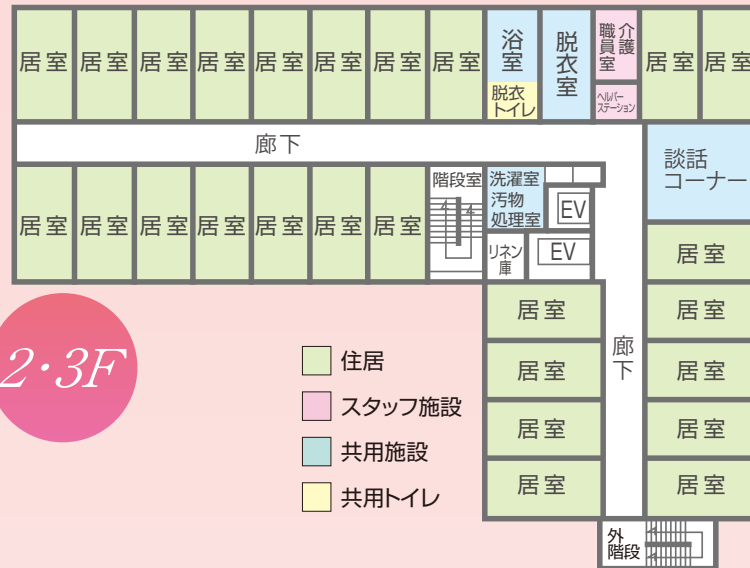 居室 居室 居室 居室 居室 居室 居室 居室
浴室
脱衣
トイレ
脱衣室
介護
職員室
ヘルパー
ステーション
居室 居室
廊下
談話
コーナー
居室 居室 居室 居室 居室 居室 居室
階段室
洗濯室
汚物
処理室
EV
リネン
庫
EV
居室
居室 居室
居室 居室
居室 居室
居室 居室
廊下
2・3F
住居
スタッフ施設
共用施設
共用トイレ
外
階段